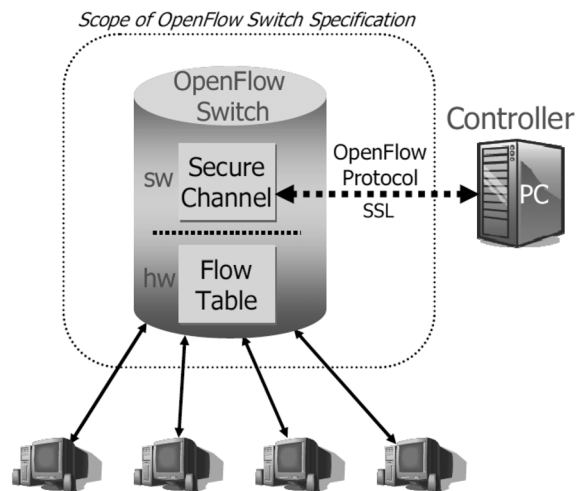 Scope of OpenFlow Switch Specification
OpenFlow
Switch
Controller
sw
Secure
Channel
OpenFlow
Protocol
SSL
PC
hw
Flow
Table